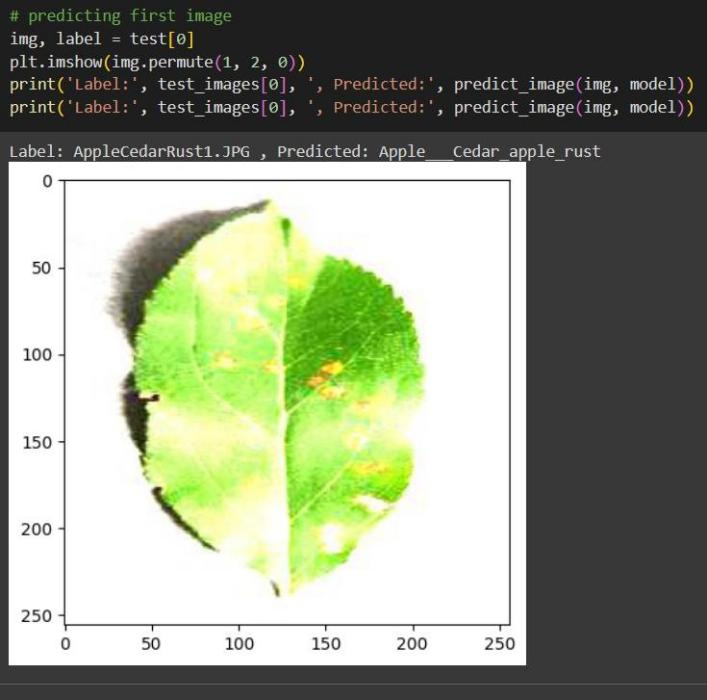 # predicting first image
img, label = test[0]
plt.imshow(img.permute(1, 2, 0))
print('Label:', test_images[0], ', Predicted:', predict_image(img, model))
print('Label:', test_images[0], ', Predicted:', predict_image(img, model))
Label: AppleCedarRust1.JPG , Predicted: Apple___Cedar_apple_rust
0
50
100
150
200
250
0 50 100 150 200 250